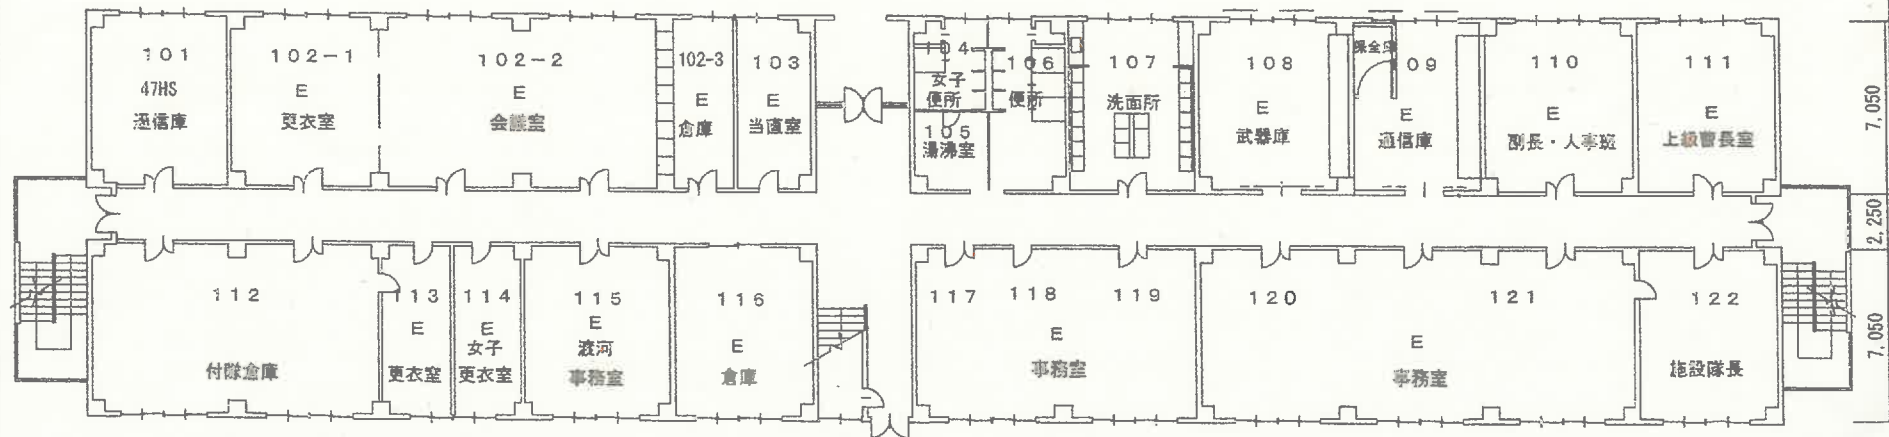 101
47HS
通信庫
102-1
E
更衣室
102-2
E
会議室
102-3
E
倉庫
103
E
当直室
104
女子
便所
105
湯沸室
106
便所
107
洗面所
108
E
武器庫
保全庫
09
E
通信庫
110
E
副長・人事班
111
E
上級曹長室
7,050
2,250
7,050
112
付隊倉庫
113
E
更衣室
114
E
女子
更衣室
115
E
渡河
事務室
116
E
倉庫
117
118
119
E
事務室
120
121
E
事務室
122
施設隊長